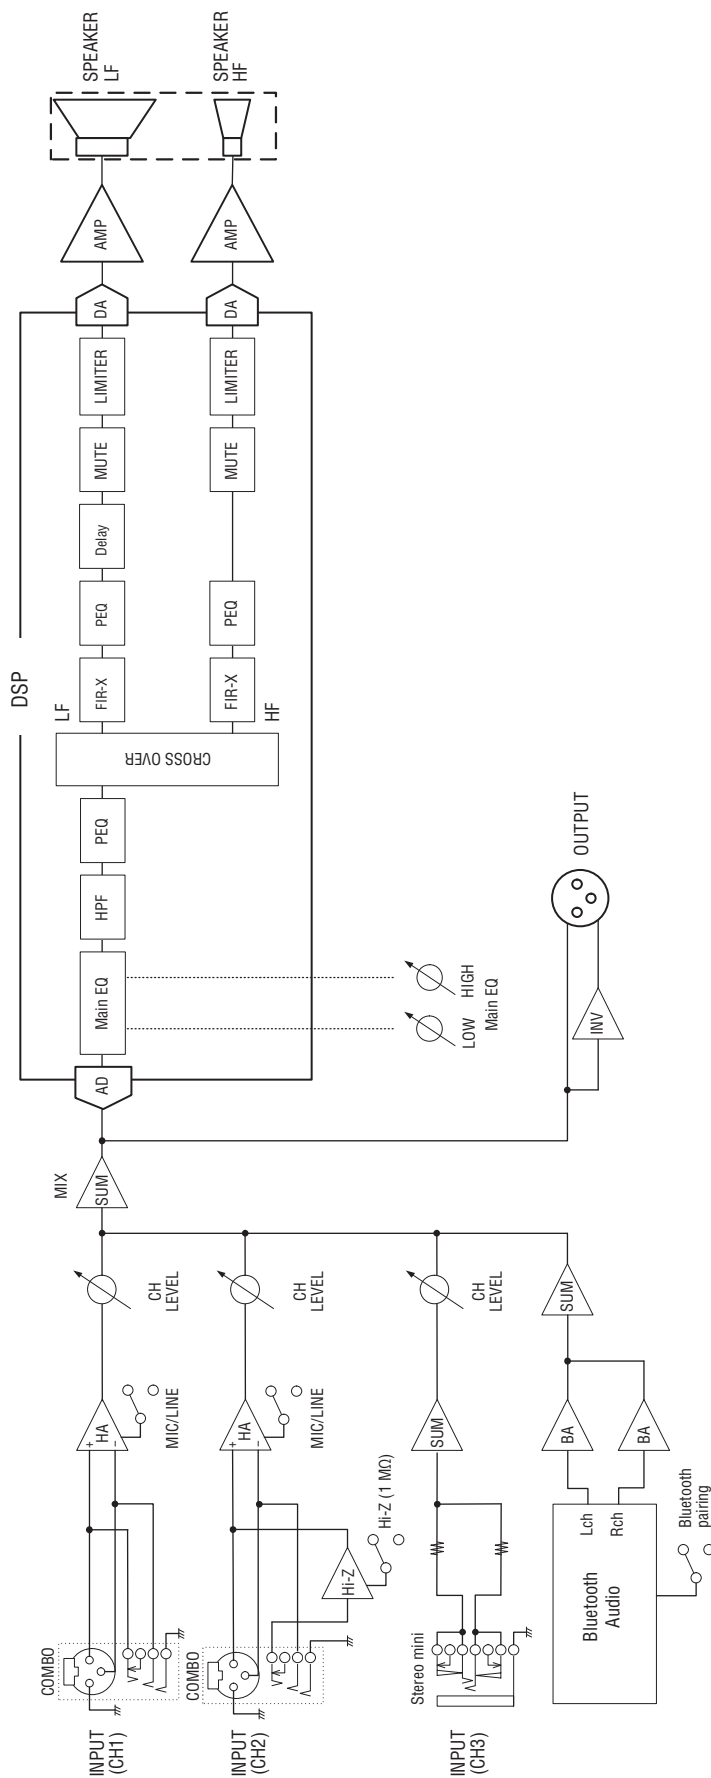 INPUT
(CH1)
COMBO
+
−
HA
MIC/LINE
CH
LEVEL
INPUT
(CH2)
COMBO
Hi-Z
Hi-Z (1 MΩ)
+
−
HA
MIC/LINE
CH
LEVEL
INPUT
(CH3)
Stereo mini
SUM
CH
LEVEL
Bluetooth
Audio
Lch
Rch
Bluetooth
pairing
BA
BA
SUM
MIX
SUM
DSP
AD
Main EQ
HPF
PEQ
CROSS OVER
LF
FIR-X
PEQ
Delay
MUTE
LIMITER
DA
AMP
SPEAKER
LF
HF
FIR-X
PEQ
MUTE
LIMITER
DA
AMP
SPEAKER
HF
LOW
HIGH
Main EQ
INV
OUTPUT